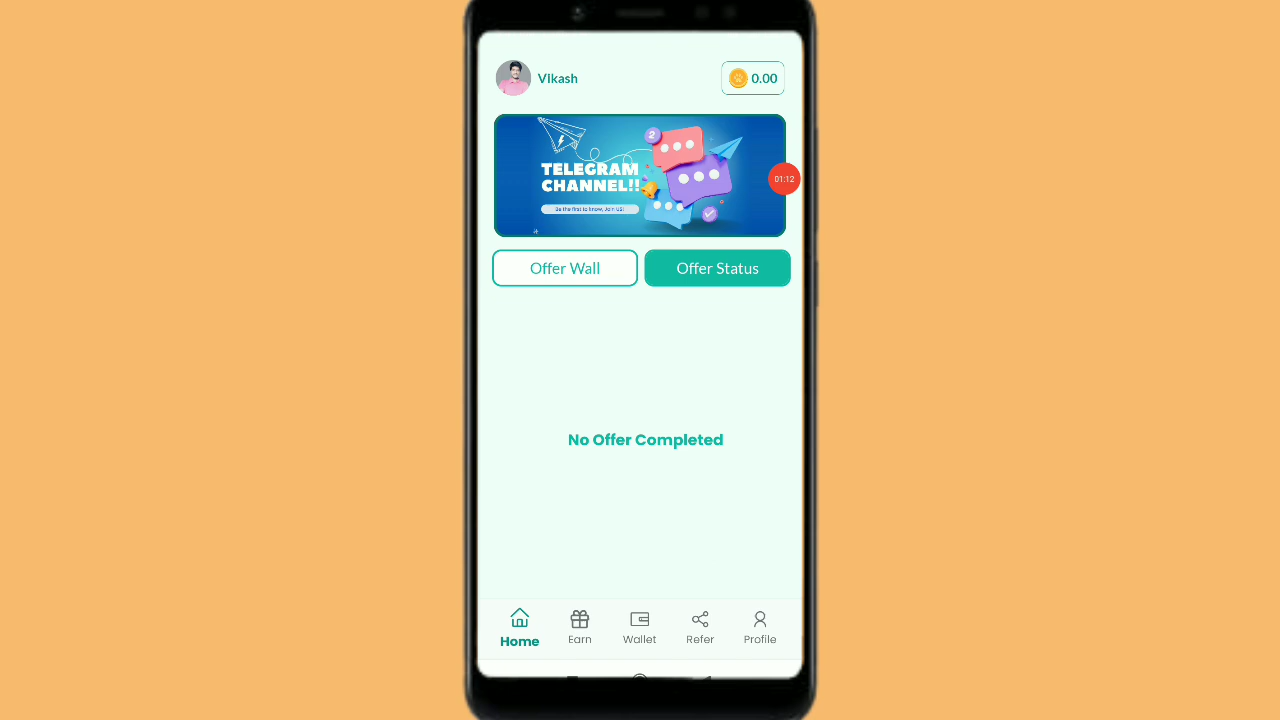 Vikash
0.00
TELEGRAM
CHANNEL!!
Be the first to know, Join US!
2
01:12
Offer Wall
Offer Status
No Offer Completed
Home
Earn
Wallet
Refer
Profile